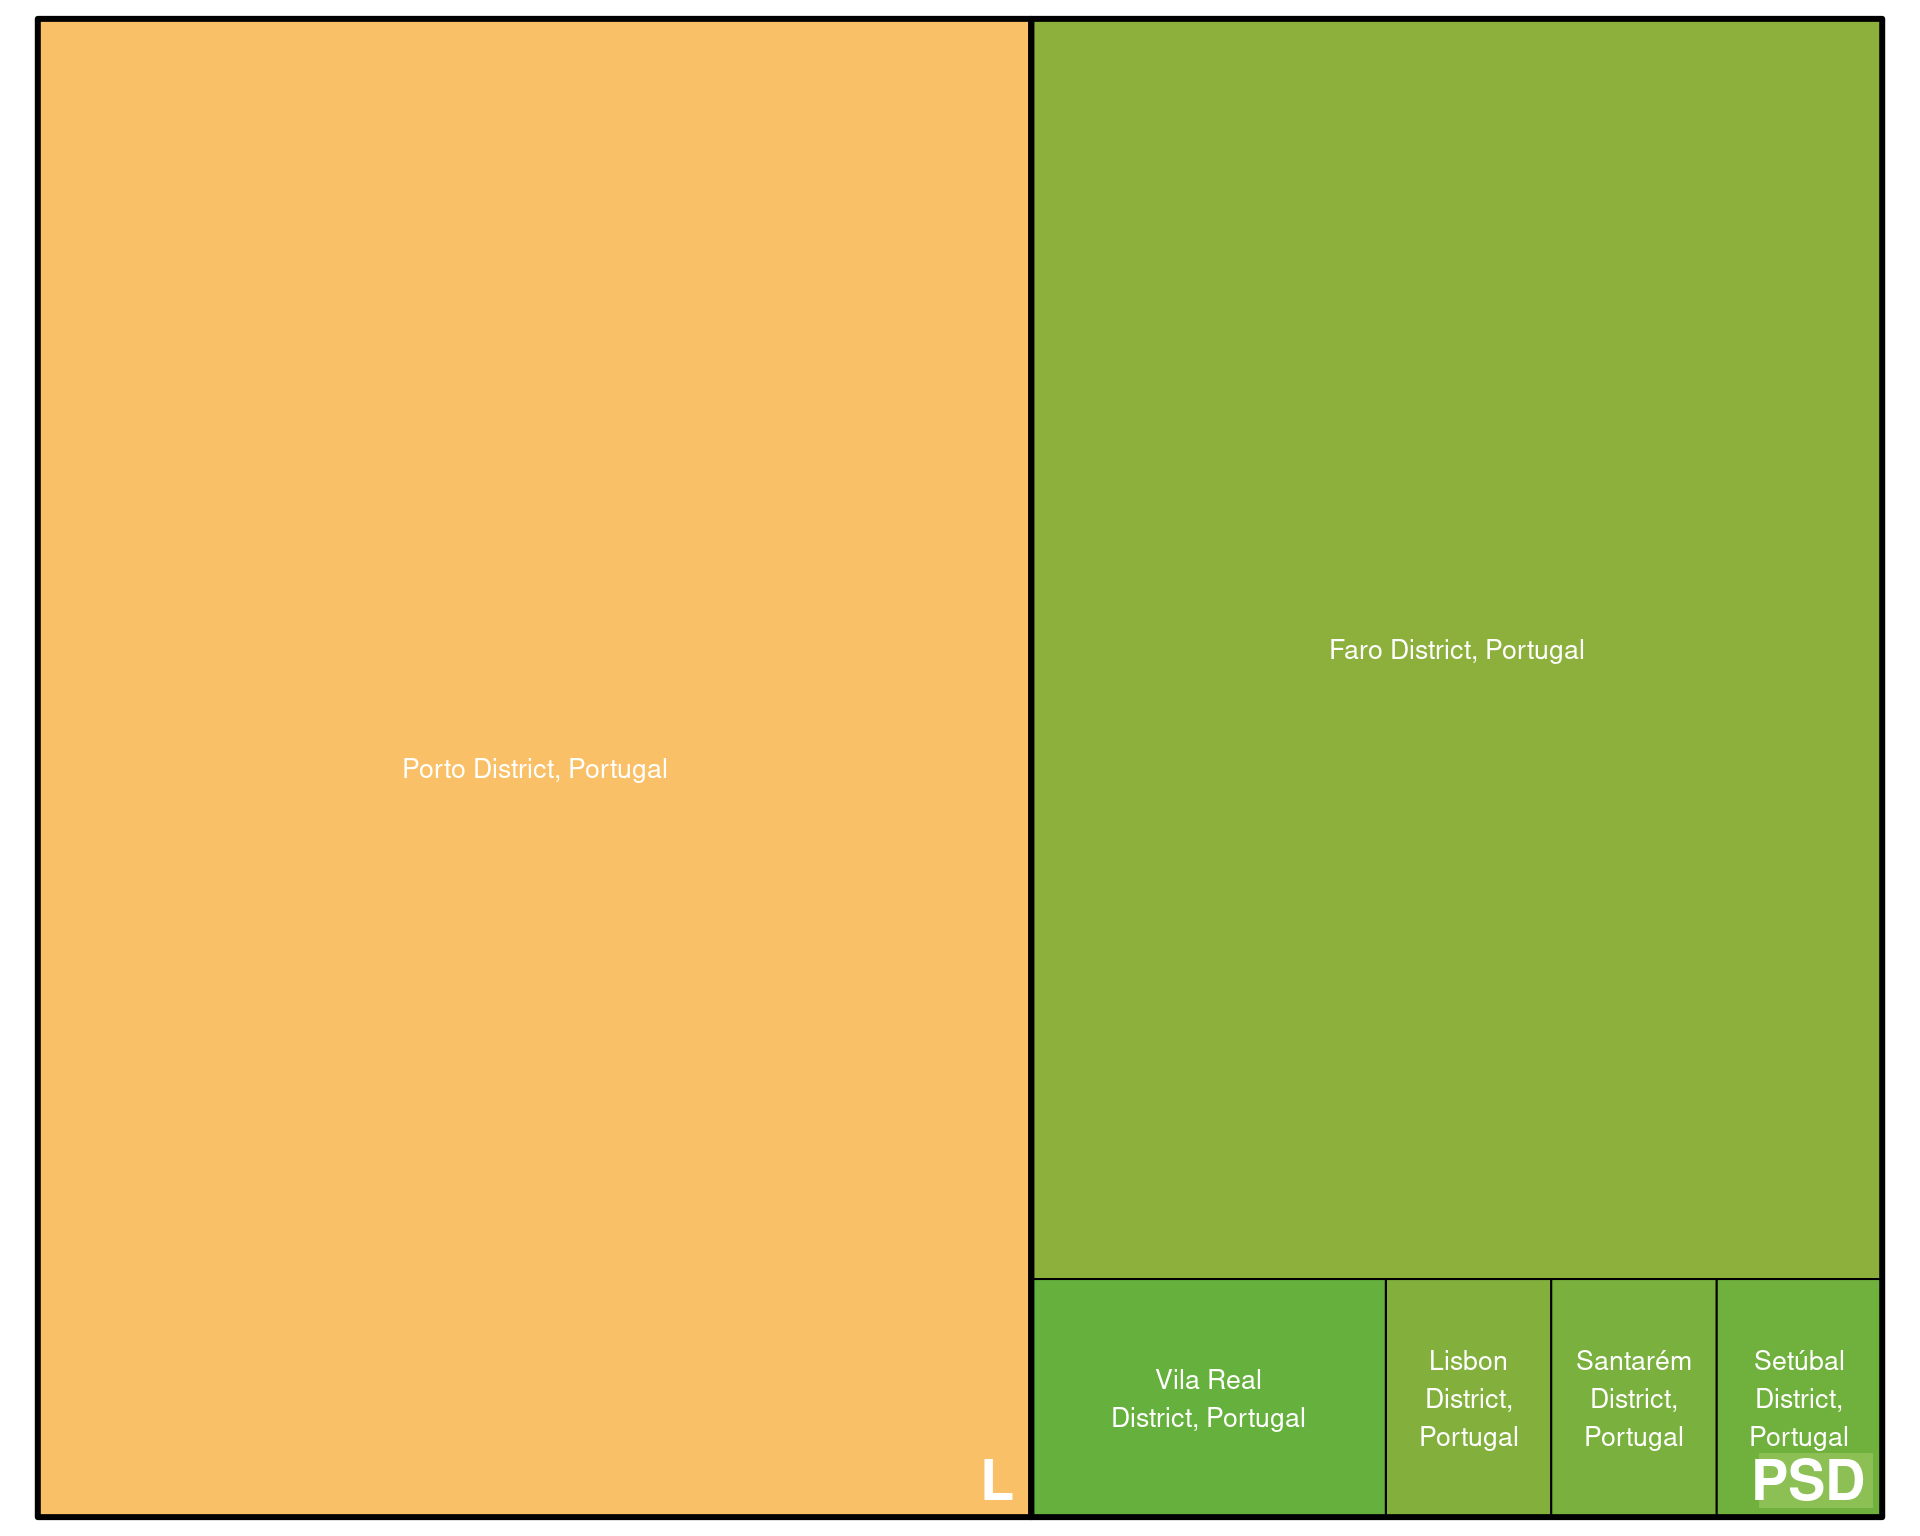 Porto District, Portugal
L
Faro District, Portugal
Vila Real
District, Portugal
Lisbon
District,
Portugal
Santarém
District,
Portugal
Setúbal
District,
Portugal
PSD